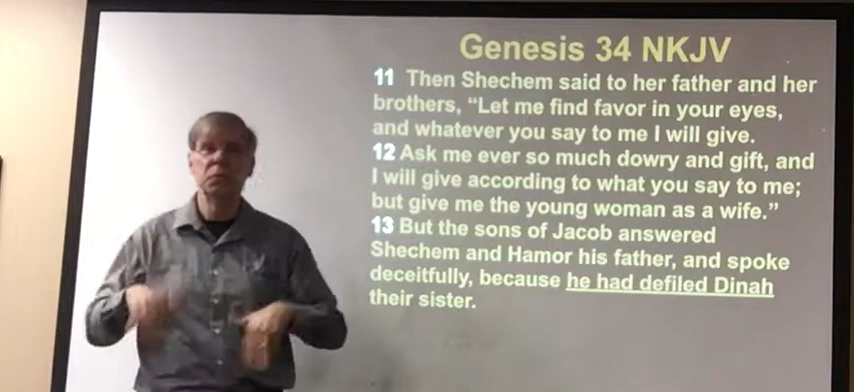 Genesis 34 NKJV
11 Then Shechem said to her father and her
brothers, “Let me find favor in your eyes,
and whatever you say to me I will give.
12 Ask me ever so much dowry and gift, and
I will give according to what you say to me;
but give me the young woman as a wife.”
13 But the sons of Jacob answered
Shechem and Hamor his father, and spoke
deceitfully, because he had defiled Dinah
their sister.